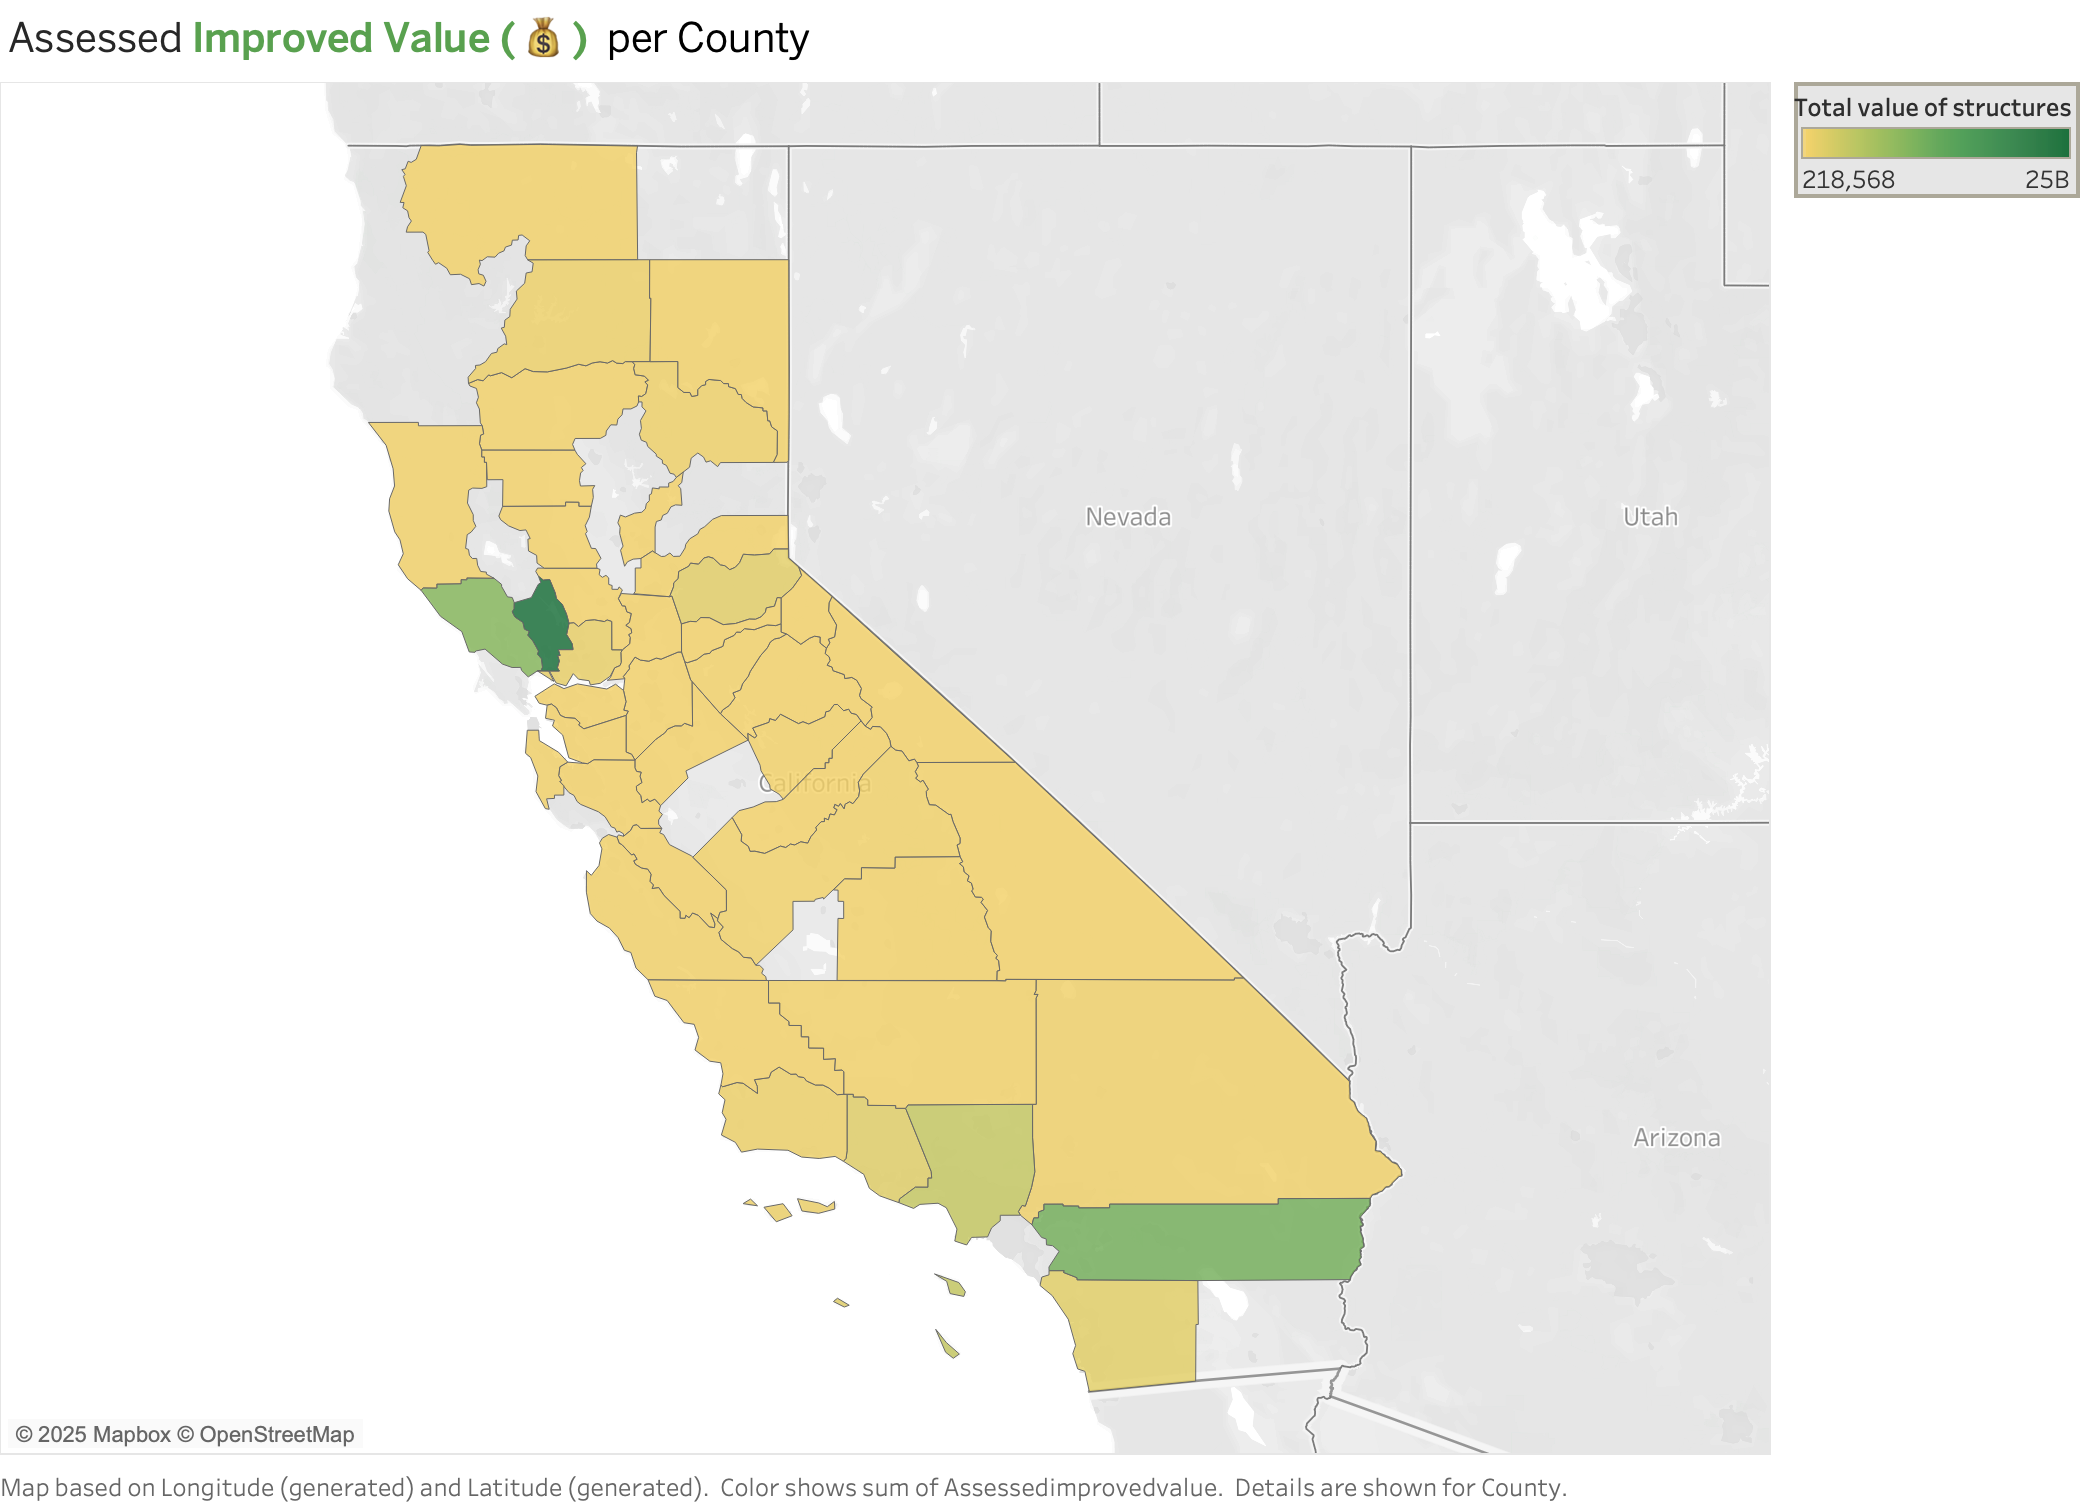 Assessed Improved Value (💰) per County
Total value of structures
218,568 25B
Nevada
Utah
California
Arizona
© 2025 Mapbox © OpenStreetMap
Map based on Longitude (generated) and Latitude (generated). Color shows sum of Assessedimprovedvalue. Details are shown for County.